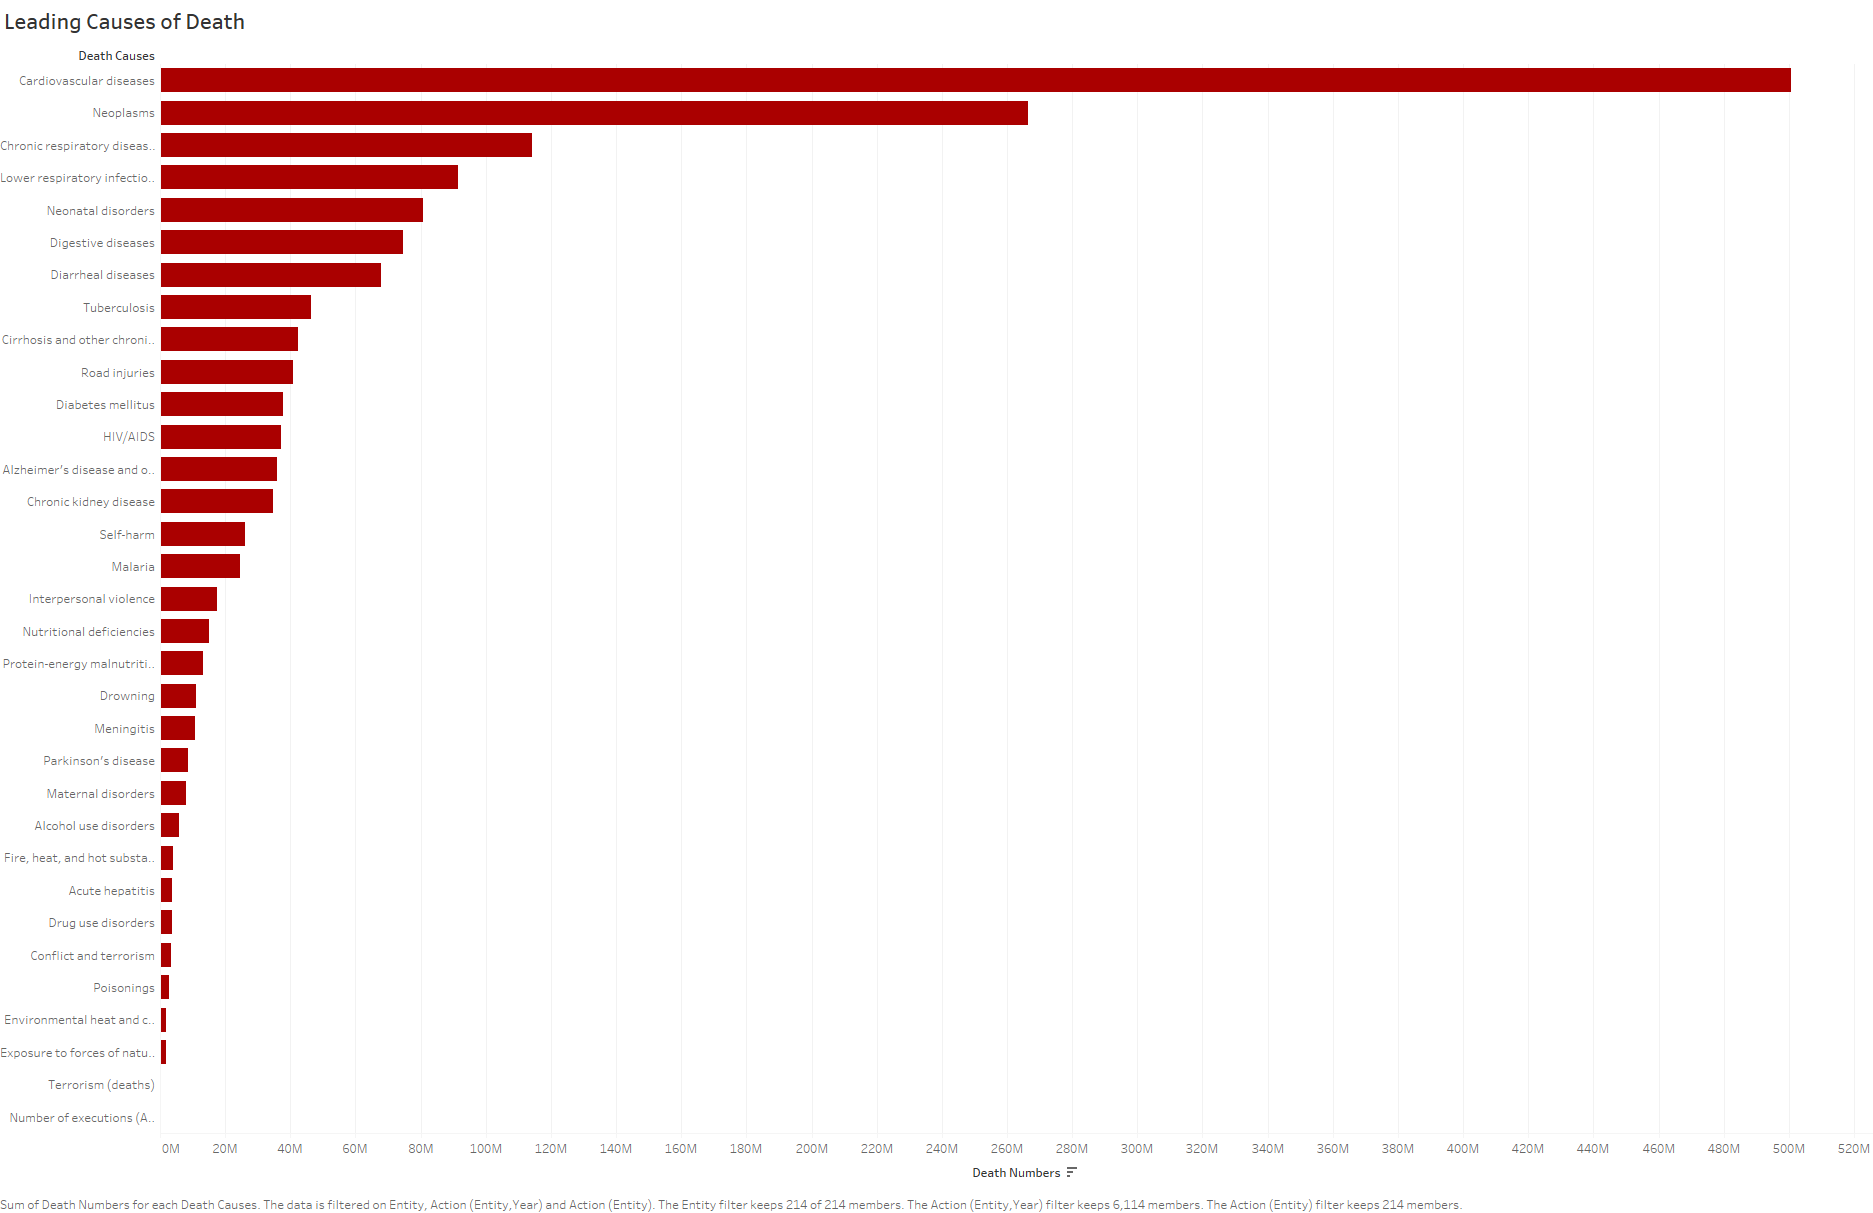 Leading Causes of Death
Death Causes
Cardiovascular diseases
Neoplasms
Chronic respiratory diseas..
Lower respiratory infectio..
Neonatal disorders
Digestive diseases
Diarrheal diseases
Tuberculosis
Cirrhosis and other chroni..
Road injuries
Diabetes mellitus
HIV/AIDS
Alzheimer's disease and o..
Chronic kidney disease
Self-harm
Malaria
Interpersonal violence
Nutritional deficiencies
Protein-energy malnutriti..
Drowning
Meningitis
Parkinson's disease
Maternal disorders
Alcohol use disorders
Fire, heat, and hot substa..
Acute hepatitis
Drug use disorders
Conflict and terrorism
Poisonings
Environmental heat and c..
Exposure to forces of natu..
Terrorism (deaths)
Number of executions (A..
0M 20M 40M 60M 80M 100M 120M 140M 160M 180M 200M 220M 240M 260M 280M 300M 320M 340M 360M 380M 400M 420M 440M 460M 480M 500M 520M
Death Numbers
Sum of Death Numbers for each Death Causes. The data is filtered on Entity, Action (Entity,Year) and Action (Entity). The Entity filter keeps 214 of 214 members. The Action (Entity,Year) filter keeps 6,114 members. The Action (Entity) filter keeps 214 members.